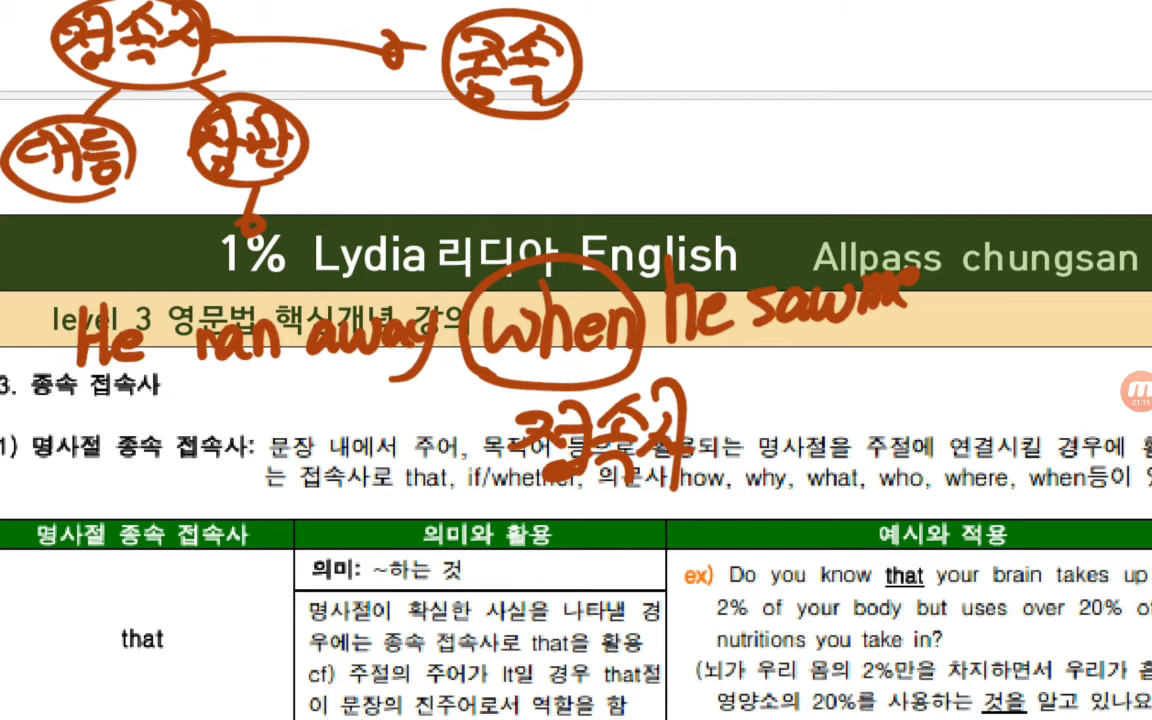 접속사 종속
대등 상관
1% Lydia 리디아 English Allpass chungsan
level 3 영문법 핵심개념 강의
He ran away when he saw me
3. 종속 접속사
접속사
1) 명사절 종속 접속사: 문장 내에서 주어, 목적어 등으로 활용되는 명사절을 주절에 연결시킬 경우에
는 접속사로 that, if/whether, 의문사 how, why, what, who, where, when등이
명사절 종속 접속사 의미와 활용 예시와 적용
that
의미: ~하는 것
명사절이 확실한 사실을 나타낼 경
우에는 종속 접속사로 that을 활용
cf) 주절의 주어가 It일 경우 that절
이 문장의 진주어로서 역할을 함
ex) Do you know that your brain takes up
2% of your body but uses over 20% of
nutritions you take in?
(뇌가 우리 몸의 2%만을 차지하면서 우리가
영양소의 20%를 사용하는 것을 알고 있나요
21:15